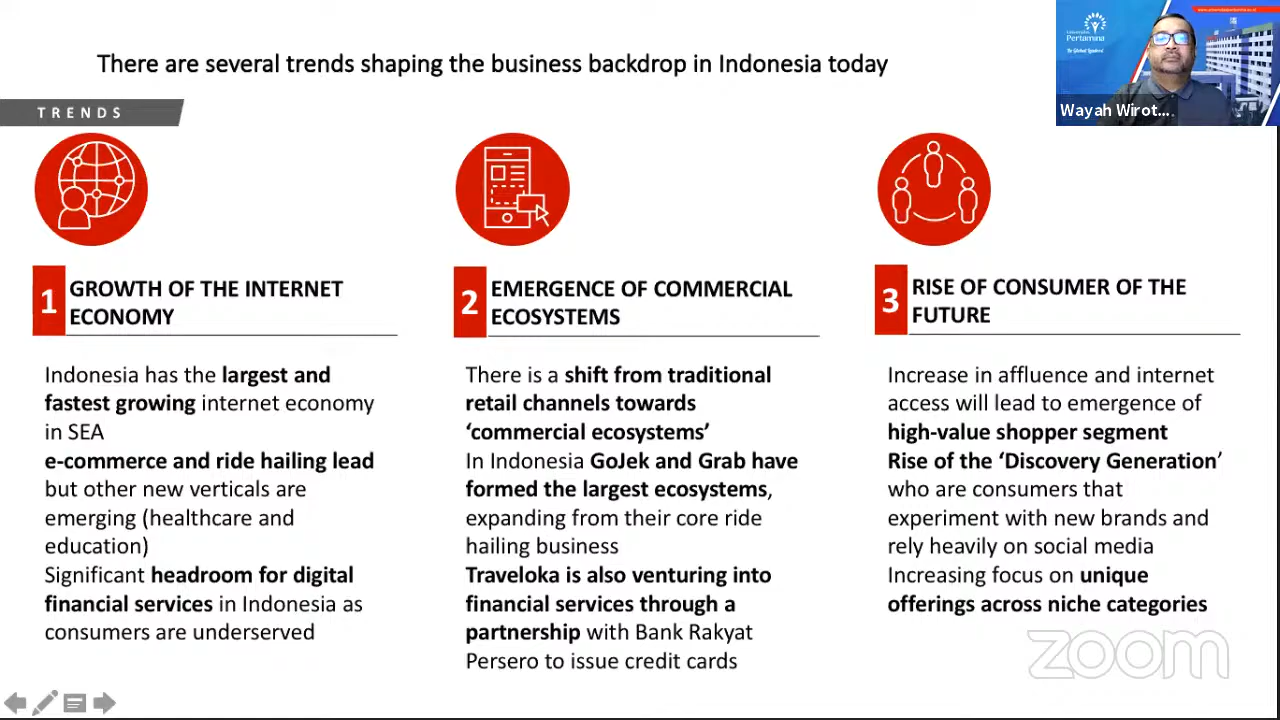 There are several trends shaping the business backdrop in Indonesia today
TRENDS
Universitas
Pertamina
Wayah Wirot...
1
GROWTH OF THE INTERNET
ECONOMY
Indonesia has the largest and
fastest growing internet economy
in SEA
e-commerce and ride hailing lead
but other new verticals are
emerging (healthcare and
education)
Significant headroom for digital
financial services in Indonesia as
consumers are underserved
2
EMERGENCE OF COMMERCIAL
ECOSYSTEMS
There is a shift from traditional
retail channels towards
‘commercial ecosystems’
In Indonesia GoJek and Grab have
formed the largest ecosystems,
expanding from their core ride
hailing business
Traveloka is also venturing into
financial services through a
partnership with Bank Rakyat
Persero to issue credit cards
3
RISE OF CONSUMER OF THE
FUTURE
Increase in affluence and internet
access will lead to emergence of
high-value shopper segment
Rise of the ‘Discovery Generation’
who are consumers that
experiment with new brands and
rely heavily on social media
Increasing focus on unique
offerings across niche categories
zoom